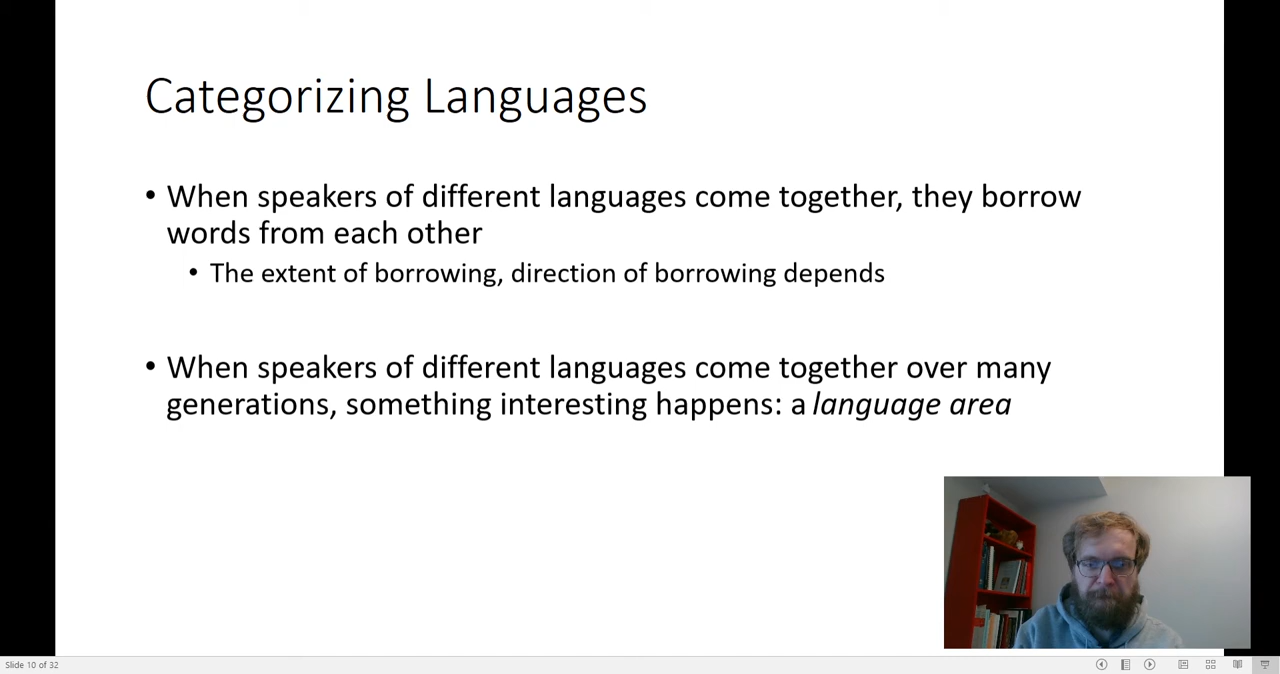 Categorizing Languages
• When speakers of different languages come together, they borrow
words from each other
• The extent of borrowing, direction of borrowing depends
• When speakers of different languages come together over many
generations, something interesting happens: a language area
Slide 10 of 32